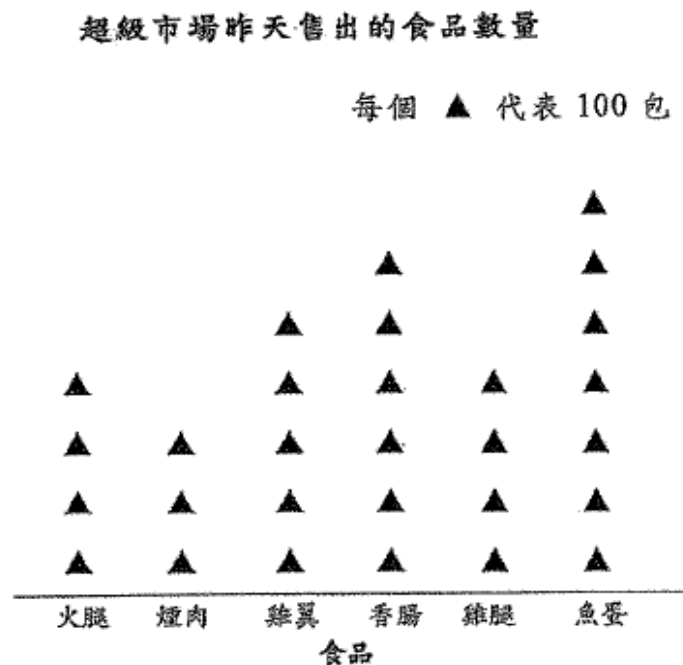 超級市場昨天售出的食品數量
每個 ▲ 代表 100 包
火腿 煙肉 雞翼 香腸 雞腿 魚蛋
食品